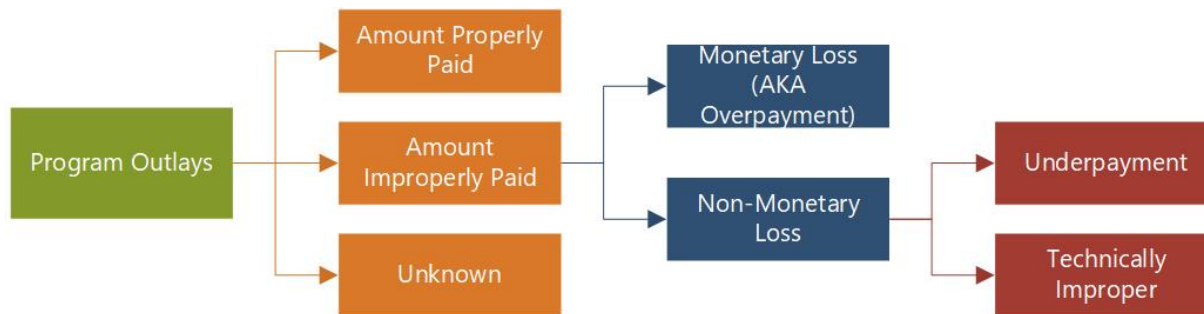 Program Outlays
Amount Properly
Paid
Amount
Improperly Paid
Unknown
Monetary Loss
(AKA
Overpayment)
Non-Monetary
Loss
Underpayment
Technically
Improper